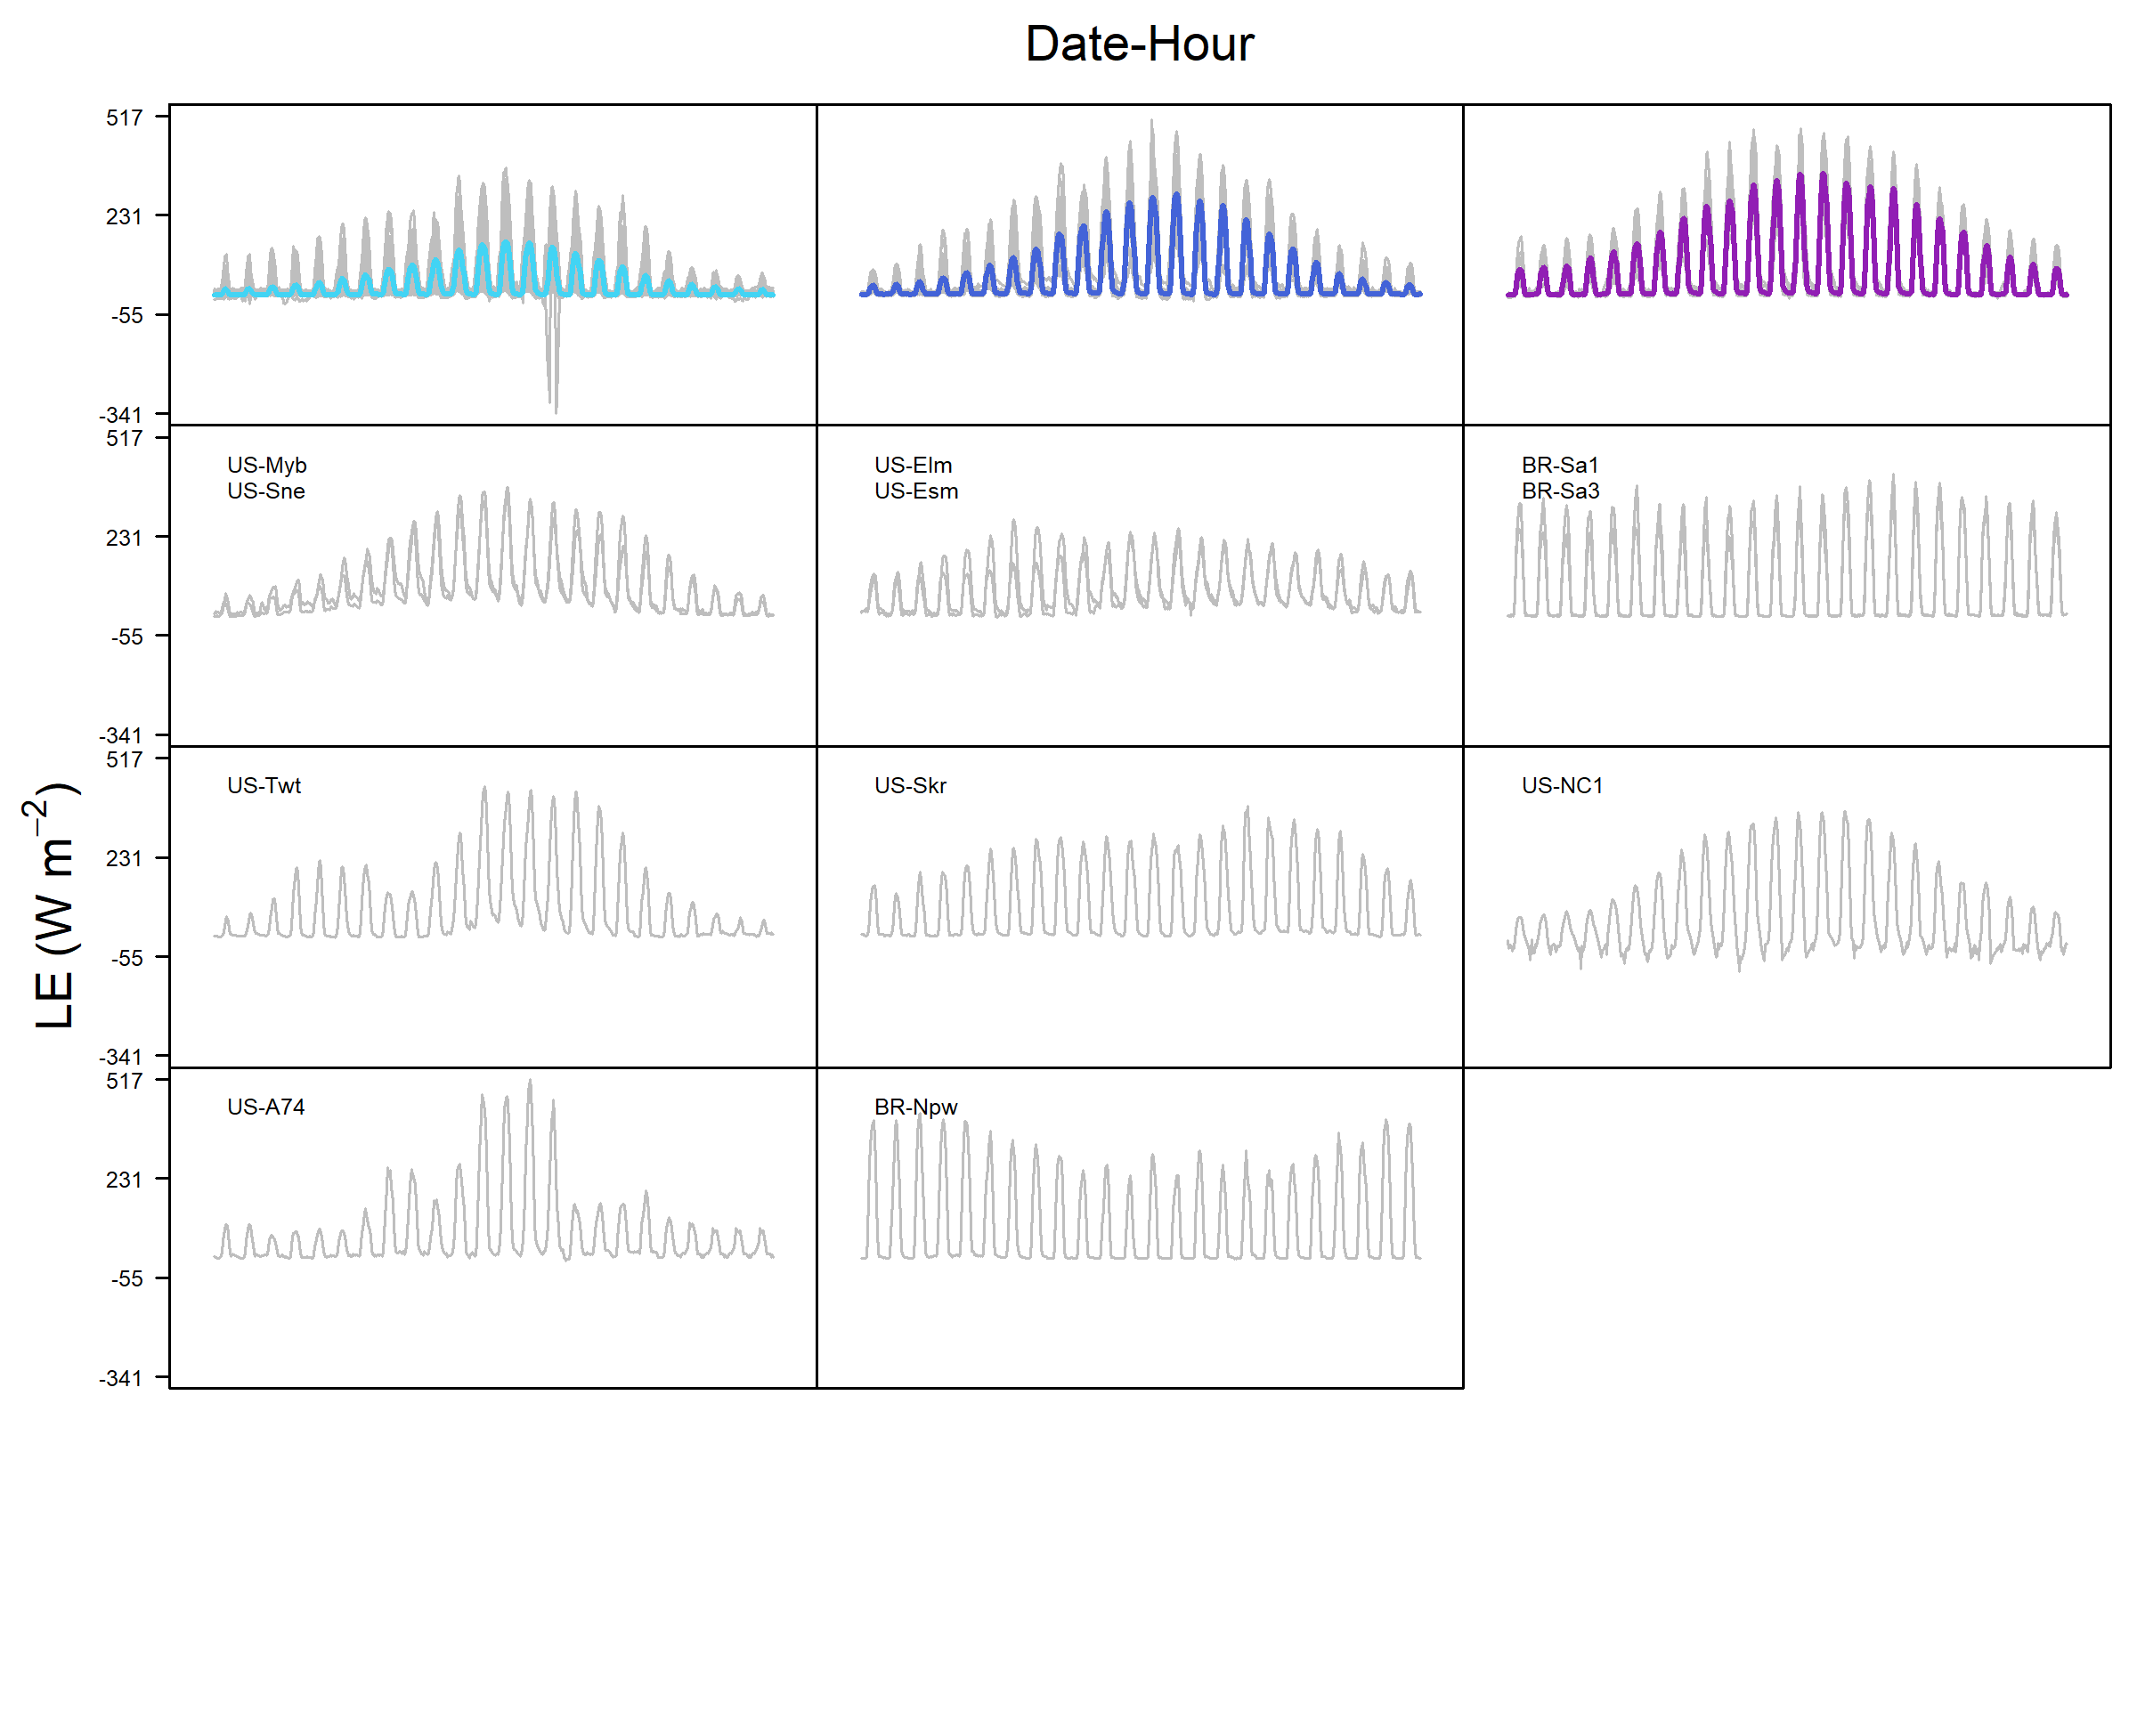 Date-Hour
517
231
-55
-341
517
231
-55
-341
US-Myb
US-Sne
US-Elm
US-Esm
BR-Sa1
BR-Sa3
517
231
-55
-341
US-Twt
US-Skr
US-NC1
LE (W m−2)
517
231
-55
-341
US-A74
BR-Npw